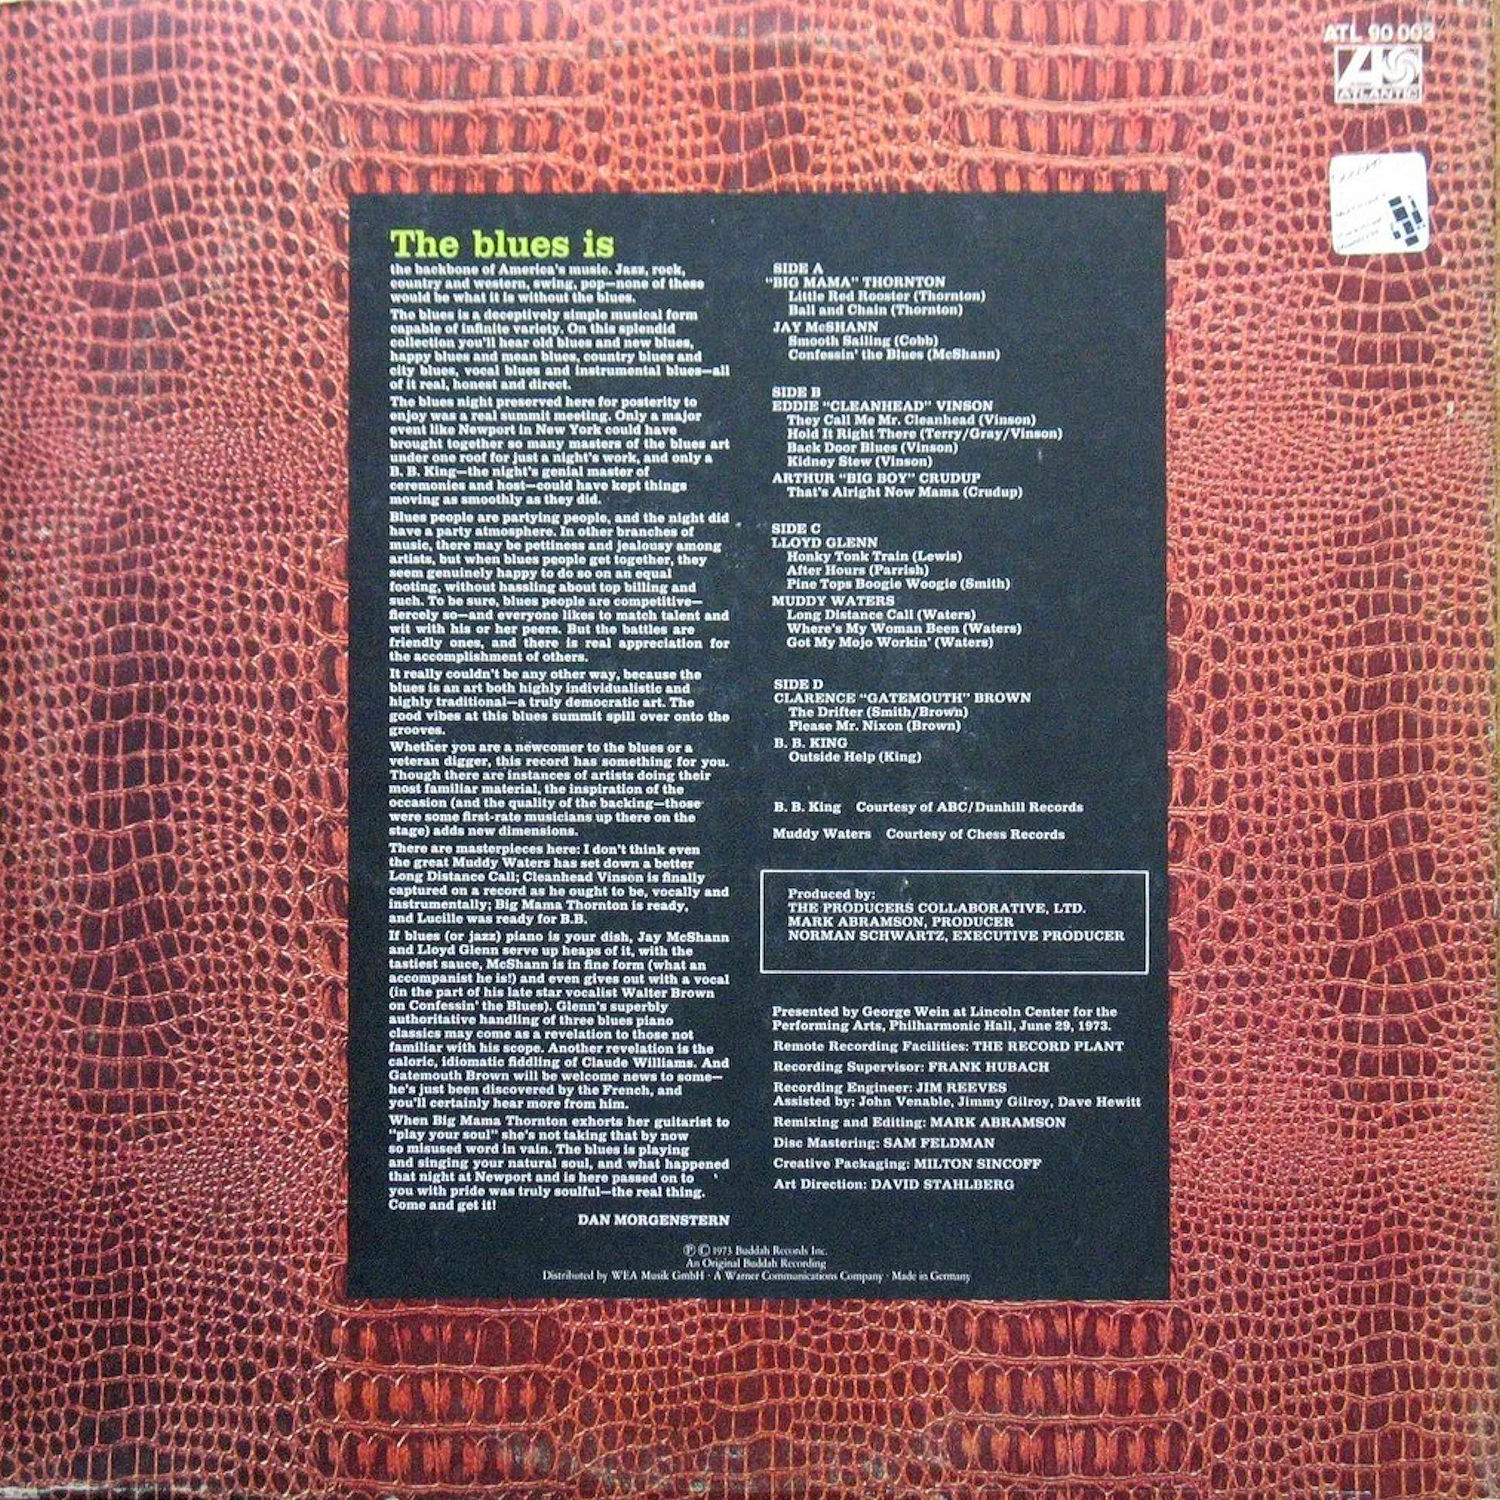 ATL 90 003
ATLANTIC
The blues is
the backbone of America's music. Jazz, rock,
country and western, swing, pop—none of these
would be what it is without the blues.
The blues is a deceptively simple musical form
capable of infinite variety. On this splendid
collection you'll hear old blues and new blues,
happy blues and mean blues, country blues and
city blues, vocal blues and instrumental blues—all
of it real, honest and direct.
The blues night preserved here for posterity to
enjoy was a real summit meeting. Only a major
event like Newport in New York could have
brought together so many masters of the blues art
under one roof for just a night's work, and only a
B. B. King—the night's genial master of
ceremonies and host—could have kept things
moving as smoothly as they did.
Blues people are partying people, and the night did
have a party atmosphere. In other branches of
music, there may be pettiness and jealousy among
artists, but when blues people get together, they
seem genuinely happy to do so on an equal
footing, without hassling about top billing and
such. To be sure, blues people are competitive—
fiercely so—and everyone likes to match talent and
wit with his or her peers. But the battles are
friendly ones, and there is real appreciation for
the accomplishment of others.
It really couldn't be any other way, because the
blues is an art both highly individualistic and
highly traditional—a truly democratic art. The
good vibes at this blues summit spill over onto the
grooves.
Whether you are a newcomer to the blues or a
veteran digger, this record has something for you.
Though there are instances of artists doing their
most familiar material, the inspiration of the
occasion (and the quality of the backing—those
were some first-rate musicians up there on the
stage) adds new dimensions.
There are masterpieces here: I don't think even
the great Muddy Waters has set down a better
Long Distance Call; Cleanhead Vinson is finally
captured on a record as he ought to be, vocally and
instrumentally; Big Mama Thornton is ready,
and Lucille was ready for B.B.
If blues (or jazz) piano is your dish, Jay McShann
and Lloyd Glenn serve up heaps of it, with the
tastiest sauce, McShann is in fine form (what an
accompanist he is!) and even gives out with a vocal
(in the part of his late star vocalist Walter Brown
on Confessin' the Blues). Glenn's superbly
authoritative handling of three blues piano
classics may come as a revelation to those not
familiar with his scope. Another revelation is the
caloric, idiomatic fiddling of Claude Williams. And
Gatemouth Brown will be welcome news to some—
he's just been discovered by the French, and
you'll certainly hear more from him.
When Big Mama Thornton exhorts her guitarist to
"play your soul" she's not taking that by now
so misused word in vain. The blues is playing
and singing your natural soul, and what happened
that night at Newport and is here passed on to
you with pride was truly soulful—the real thing.
Come and get it!
DAN MORGENSTERN
SIDE A
"BIG MAMA" THORNTON
Little Red Rooster (Thornton)
Ball and Chain (Thornton)
JAY McSHANN
Smooth Sailing (Cobb)
Confessin' the Blues (McShann)
SIDE B
EDDIE "CLEANHEAD" VINSON
They Call Me Mr. Cleanhead (Vinson)
Hold It Right There (Terry/Gray/Vinson)
Back Door Blues (Vinson)
Kidney Stew (Vinson)
ARTHUR "BIG BOY" CRUDUP
That's Alright Now Mama (Crudup)
SIDE C
LLOYD GLENN
Honky Tonk Train (Lewis)
After Hours (Parrish)
Pine Tops Boogie Woogie (Smith)
MUDDY WATERS
Long Distance Call (Waters)
Where's My Woman Been (Waters)
Got My Mojo Workin' (Waters)
SIDE D
CLARENCE "GATEMOUTH" BROWN
The Drifter (Smith/Brown)
Please Mr. Nixon (Brown)
B. B. KING
Outside Help (King)
B. B. King Courtesy of ABC/Dunhill Records
Muddy Waters Courtesy of Chess Records
Produced by:
THE PRODUCERS COLLABORATIVE, LTD.
MARK ABRAMSON, PRODUCER
NORMAN SCHWARTZ, EXECUTIVE PRODUCER
Presented by George Wein at Lincoln Center for the
Performing Arts, Philharmonic Hall, June 29, 1973.
Remote Recording Facilities: THE RECORD PLANT
Recording Supervisor: FRANK HUBACH
Recording Engineer: JIM REEVES
Assisted by: John Venable, Jimmy Gilroy, Dave Hewitt
Remixing and Editing: MARK ABRAMSON
Disc Mastering: SAM FELDMAN
Creative Packaging: MILTON SINCOFF
Art Direction: DAVID STAHLBERG
Ⓟ Ⓒ 1973 Buddah Records Inc.
An Original Buddah Recording
Distributed by WEA Musik GmbH · A Warner Communications Company · Made in Germany